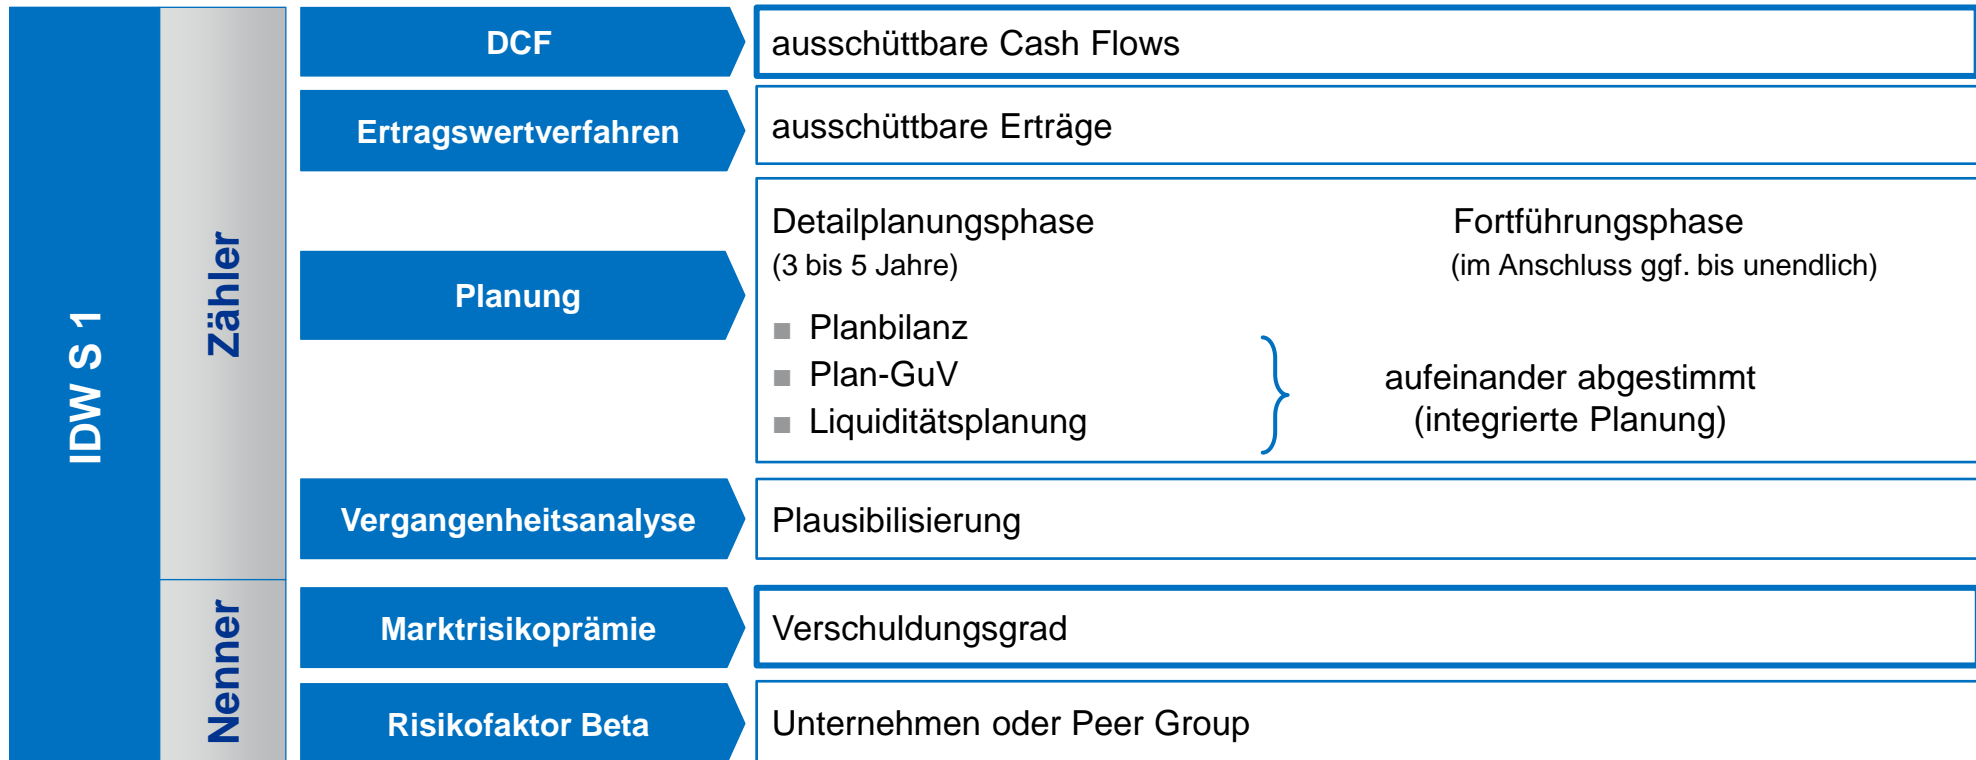 IDW S 1
Zähler
DCF
ausschüttbare Cash Flows
Ertragswertverfahren
ausschüttbare Erträge
Planung
Detailplanungsphase
(3 bis 5 Jahre)
Fortführungsphase
(im Anschluss ggf. bis unendlich)
Planbilanz
Plan-GuV
Liquiditätsplanung
aufeinander abgestimmt
(integrierte Planung)
Vergangenheitsanalyse
Plausibilisierung
Nenner
Marktrisikoprämie
Verschuldungsgrad
Risikofaktor Beta
Unternehmen oder Peer Group